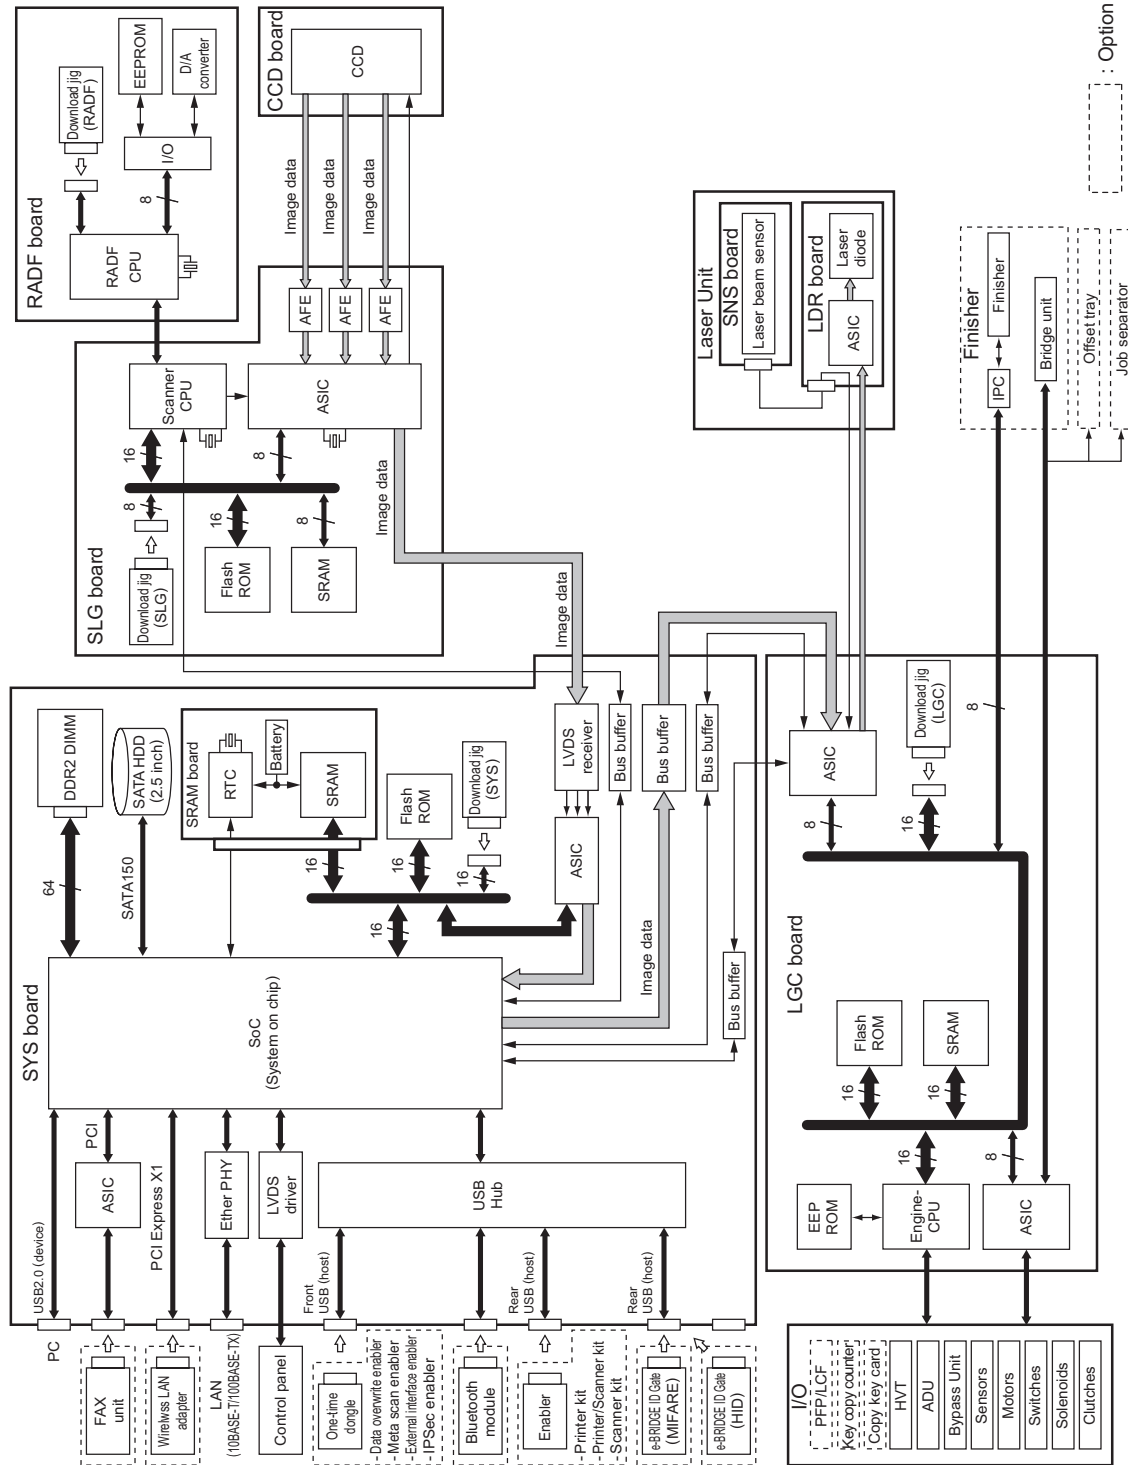 RADF board
RADF
CPU
Download jig
(RADF)
EEPROM
D/A
converter
I/O
8
CCD board
CCD
Image data
Image data
Image data
SLG board
Scanner
CPU
ASIC
AFE
AFE
AFE
16
8
8
16
8
Download jig
(SLG)
Flash
ROM
SRAM
Image data
Image data
Laser Unit
SNS board
Laser beam sensor
LDR board
ASIC
Laser
diode
Finisher
IPC
Finisher
Bridge unit
Offset tray
Job separator
: Option
SYS board
SoC
(System on chip)
DDR2 DIMM
64
SATA HDD
(2.5 inch)
SATA150
SRAM board
RTC
Battery
SRAM
16
Flash
ROM
16
Download jig
(SYS)
16
16
LVDS
receiver
ASIC
Bus buffer
Bus buffer
Bus buffer
Bus buffer
Image data
Image data
USB2.0 (device)
PC
PCI
ASIC
FAX
unit
PCI Express X1
Wirelwss LAN
adapter
Ether PHY
LAN
(10BASE-T/100BASE-TX)
LVDS
driver
Control panel
USB
Hub
Front
USB (host)
One-time
dongle
- Data overwrite enabler
- Meta scan enabler
- External interface enabler
- IPSec enabler
Bluetooth
module
Rear
USB (host)
Enabler
- Printer kit
- Printer/Scanner kit
- Scanner kit
Rear
USB (host)
e-BRIDGE ID Gate
(MIFARE)
e-BRIDGE ID Gate
(HID)
LGC board
ASIC
8
Download jig
(LGC)
16
8
Flash
ROM
16
SRAM
16
16
8
EEP
ROM
Engine-
CPU
ASIC
I/O
PFP/LCF
Key copy counter
Copy key card
HVT
ADU
Bypass Unit
Sensors
Motors
Switches
Solenoids
Clutches